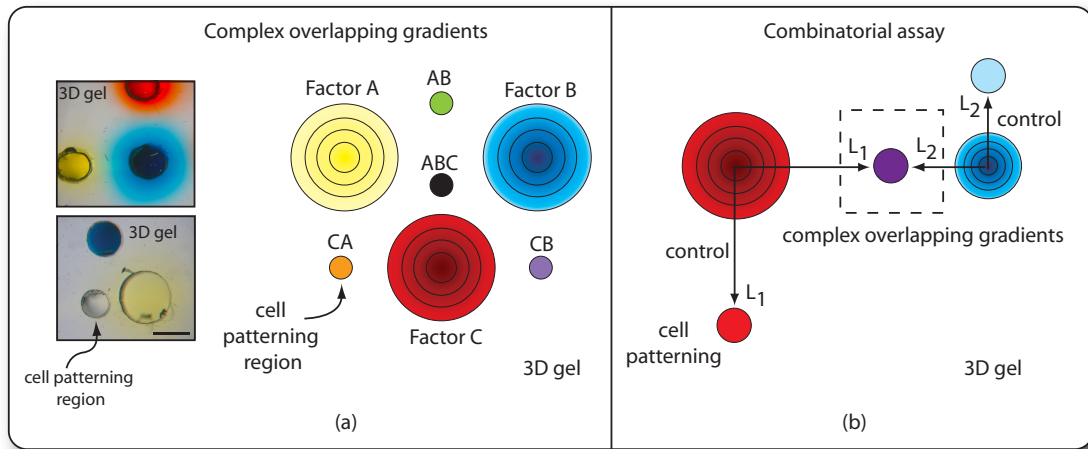 Complex overlapping gradients
3D gel
3D gel
cell patterning
region
Factor A
AB
Factor B
ABC
CA
CB
cell
patterning
region
Factor C
3D gel
(a)
Combinatorial assay
L2
control
L1
L2
complex overlapping gradients
control
L1
cell
patterning
3D gel
(b)